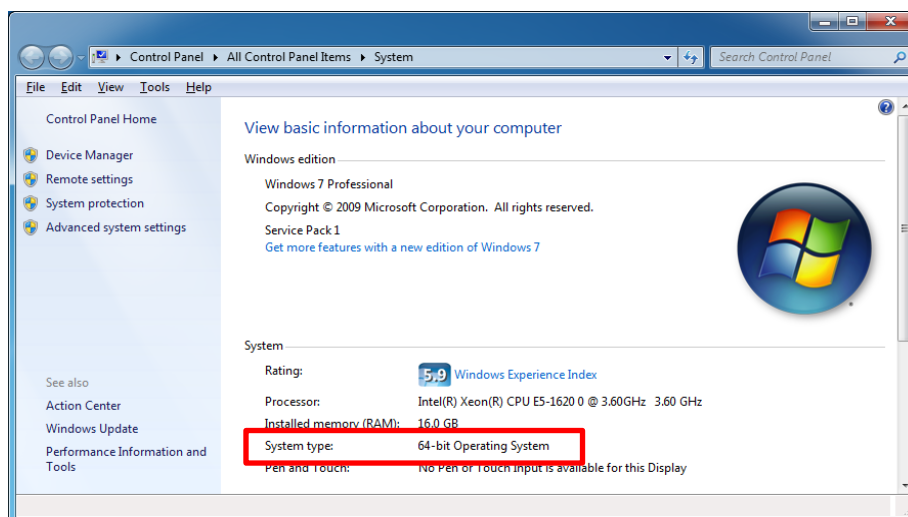 Control Panel All Control Panel Items System
Search Control Panel
File Edit View Tools Help
Control Panel Home
Device Manager
Remote settings
System protection
Advanced system settings
See also
Action Center
Windows Update
Performance Information and
Tools
View basic information about your computer
Windows edition
Windows 7 Professional
Copyright © 2009 Microsoft Corporation. All rights reserved.
Service Pack 1
Get more features with a new edition of Windows 7
System
Rating:
5.9 Windows Experience Index
Processor: Intel(R) Xeon(R) CPU E5-1620 0 @ 3.60GHz 3.60 GHz
Installed memory (RAM): 16.0 GB
System type: 64-bit Operating System
Pen and Touch: No Pen or Touch Input is available for this Display